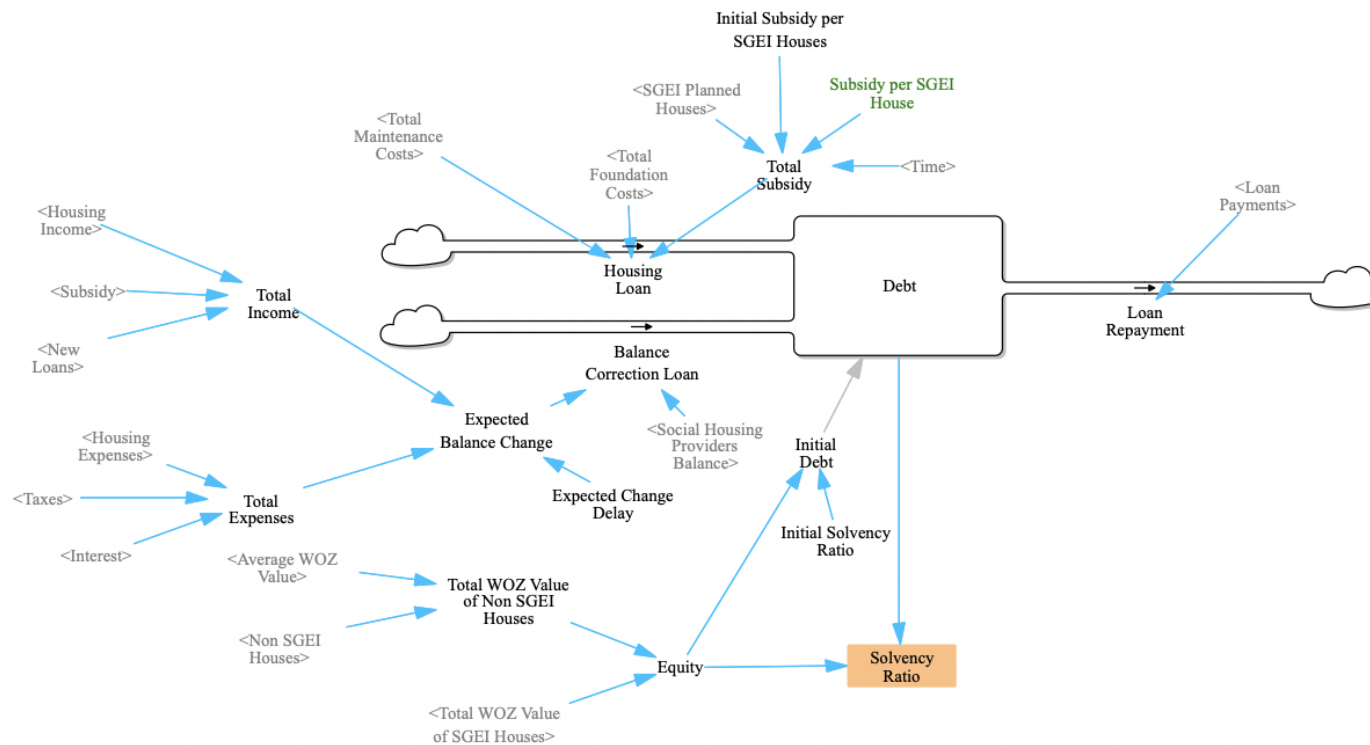 Initial Subsidy per
SGEI Houses
<SGEI Planned
Houses>
Subsidy per SGEI
House
<Total
Maintenance
Costs>
<Total
Foundation
Costs>
Total
Subsidy
<Time>
<Loan
Payments>
<Housing
Income>
Housing
Loan
Debt
<Subsidy>
Total
Income
Loan
Repayment
<New
Loans>
Balance
Correction Loan
Expected
Balance Change
<Social Housing
Providers
Balance>
Initial
Debt
<Housing
Expenses>
<Taxes>
Total
Expenses
Expected Change
Delay
<Interest>
Initial Solvency
Ratio
<Average WOZ
Value>
Total WOZ Value
of Non SGEI
Houses
<Non SGEI
Houses>
Equity
Solvency
Ratio
<Total WOZ Value
of SGEI Houses>